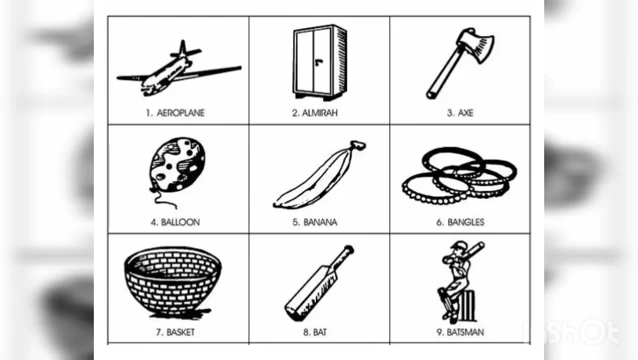 1. AEROPLANE
2. ALMIRAH
3. AXE
4. BALLOON
5. BANANA
6. BANGLES
7. BASKET
8. BAT
9. BATSMAN